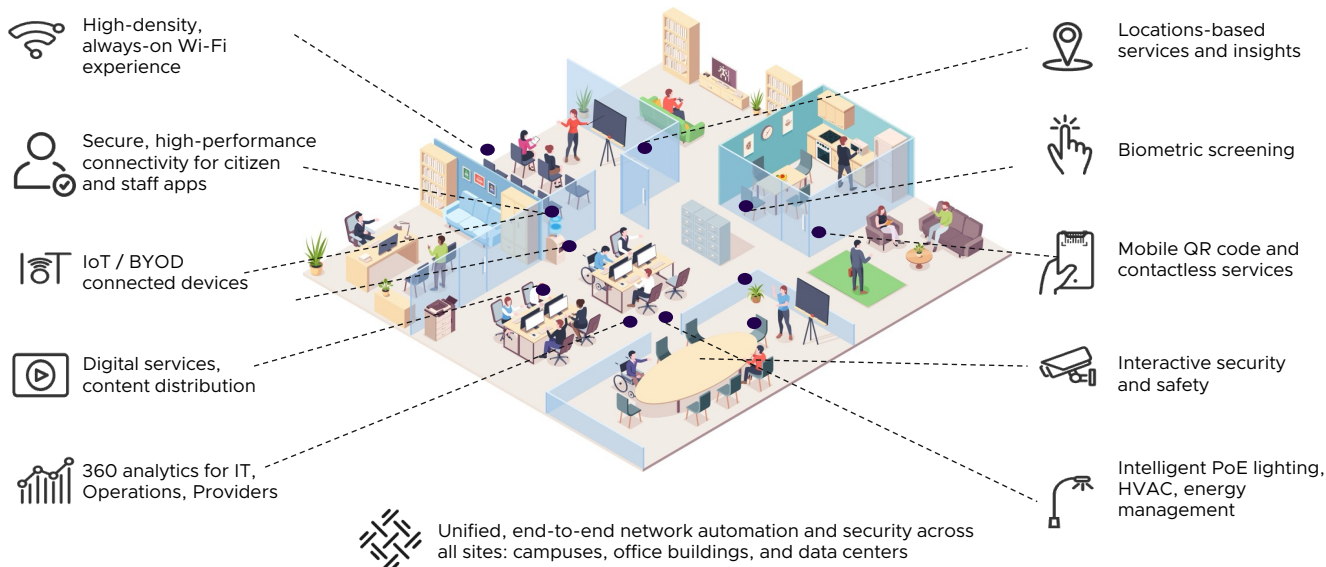 High-density,
always-on Wi-Fi
experience
Secure, high-performance
connectivity for citizen
and staff apps
IoT / BYOD
connected devices
Digital services,
content distribution
360 analytics for IT,
Operations, Providers
Locations-based
services and insights
Biometric screening
Mobile QR code and
contactless services
Interactive security
and safety
Intelligent PoE lighting,
HVAC, energy
management
Unified, end-to-end network automation and security across
all sites: campuses, office buildings, and data centers